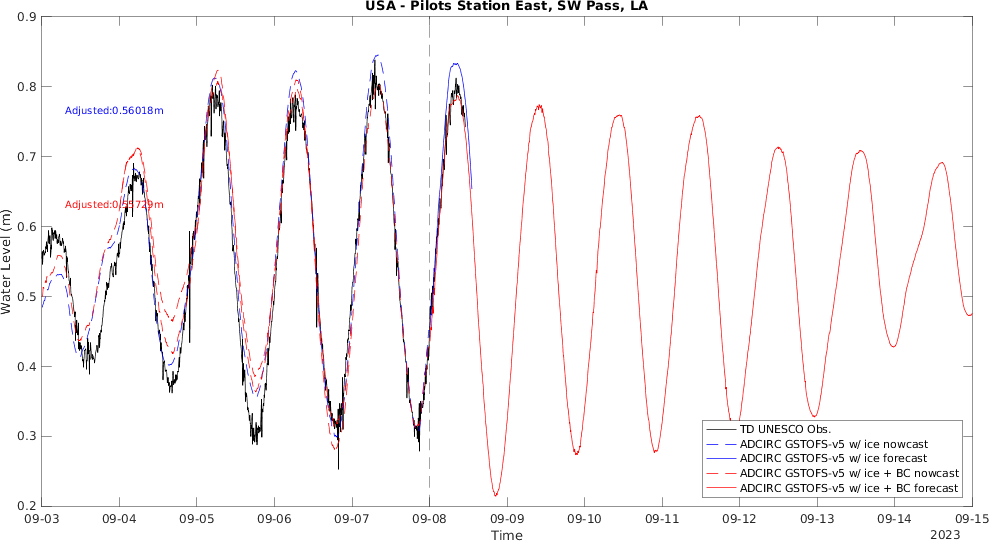 USA - Pilots Station East, SW Pass, LA
0.9
0.8
0.7
0.6
0.5
0.4
0.3
0.2
Water Level (m)
Adjusted:0.56018m
Adjusted:0.55729m
TD UNESCO Obs.
ADCIRC GSTOFS-v5 w/ ice nowcast
ADCIRC GSTOFS-v5 w/ ice forecast
ADCIRC GSTOFS-v5 w/ ice + BC nowcast
ADCIRC GSTOFS-v5 w/ ice + BC forecast
09-03 09-04 09-05 09-06 09-07 09-08 09-09 09-10 09-11 09-12 09-13 09-14 09-15
Time
2023